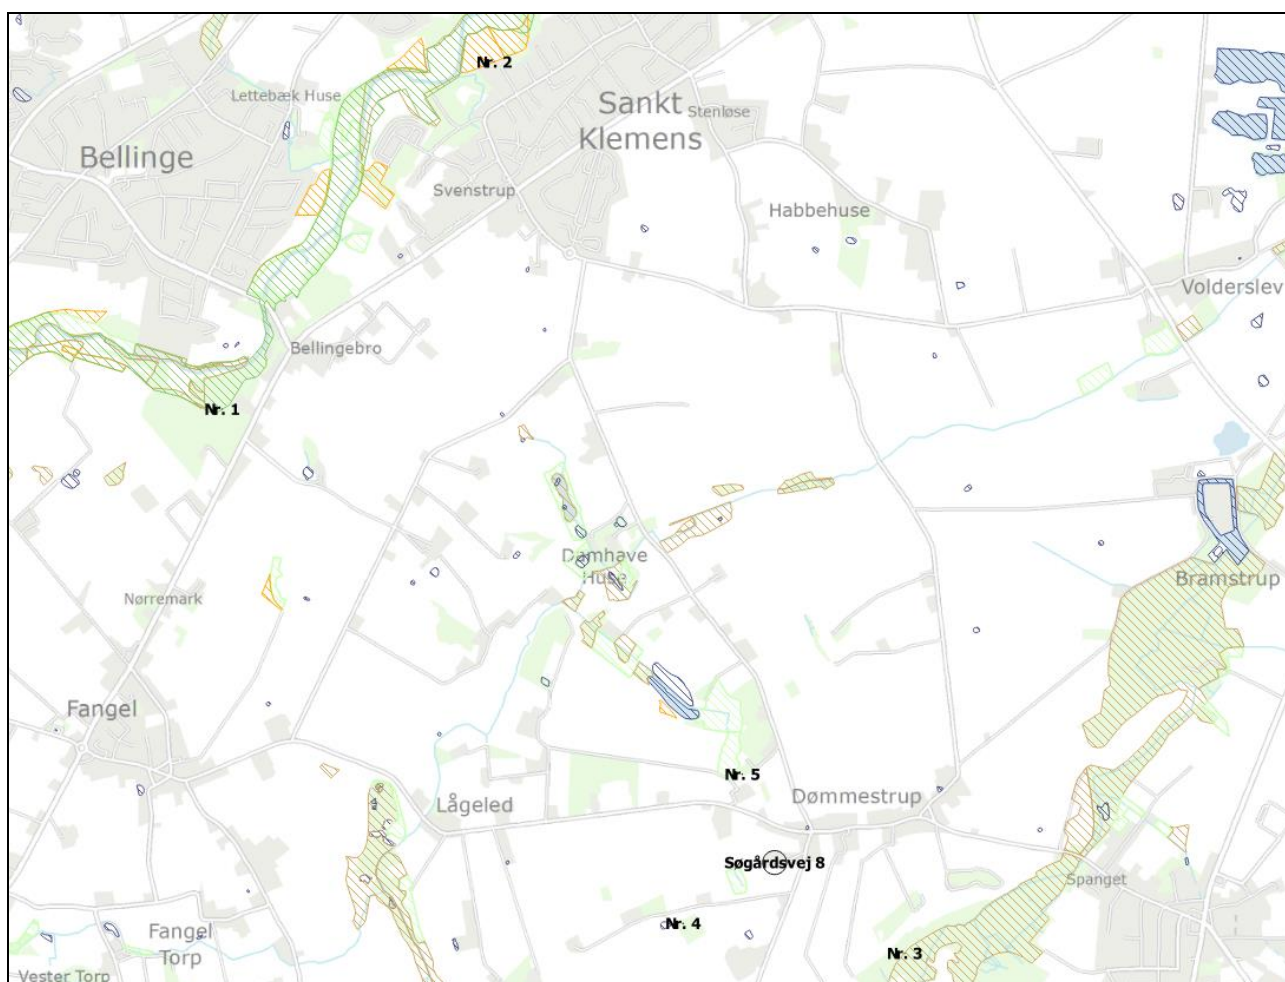 Nr. 2
Lettebæk Huse
Sankt
Klemens
Stenløse
Bellinge
Svenstrup
Habbehuse
Volderslev
Bellingebro
Nr. 1
Damhave
Huse
Bramstrup
Nørremark
Fangel
Nr. 5
Lågeled
Dømmestrup
Søgårdsvej 8
Spanget
Nr. 4
Fangel
Torp
Nr. 3
Vester Torp